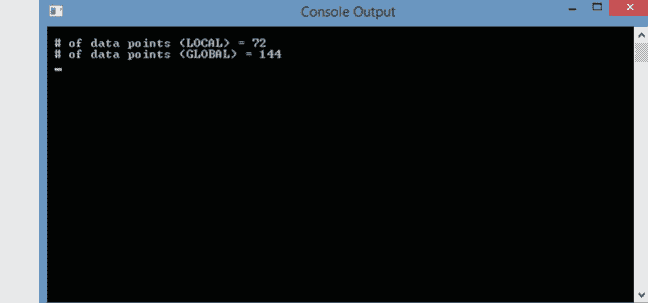 Console Output
# of data points (LOCAL) = 72
# of data points (GLOBAL) = 144